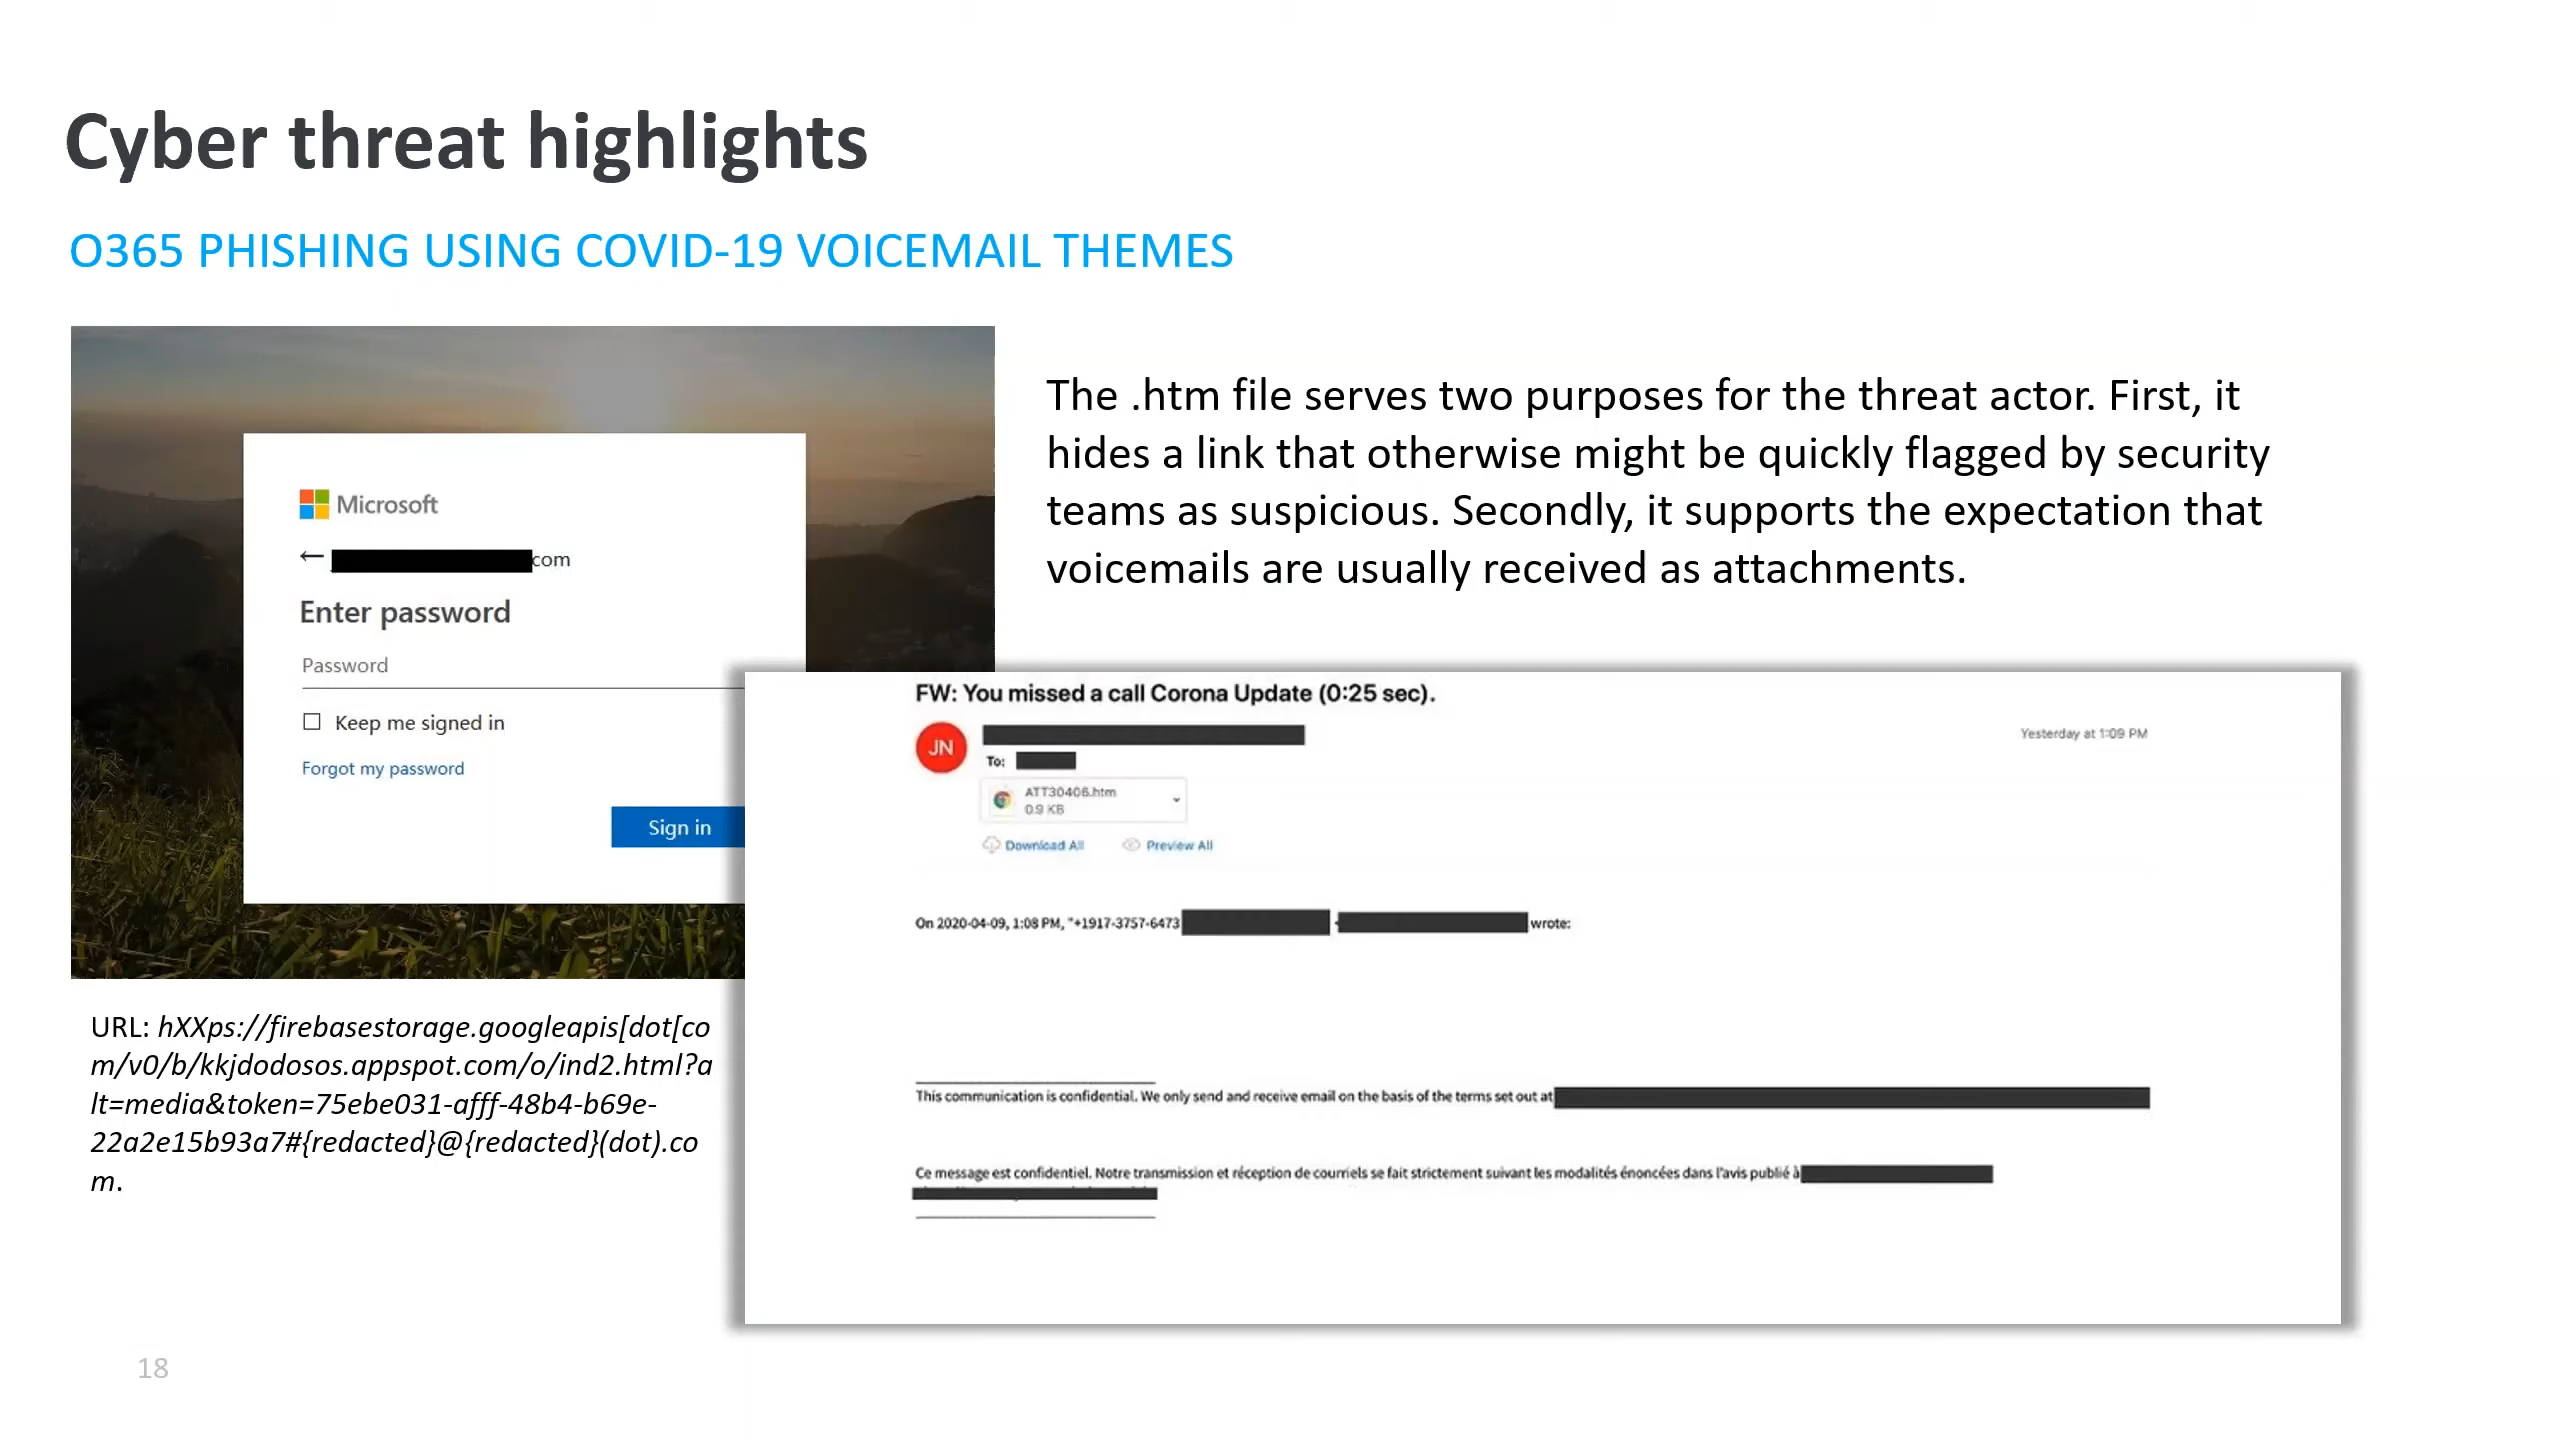 Cyber threat highlights
O365 PHISHING USING COVID-19 VOICEMAIL THEMES
Microsoft
← com
Enter password
Password
Keep me signed in
Forgot my password
Sign in
The .htm file serves two purposes for the threat actor. First, it
hides a link that otherwise might be quickly flagged by security
teams as suspicious. Secondly, it supports the expectation that
voicemails are usually received as attachments.
FW: You missed a call Corona Update (0:25 sec).
JN
Yesterday at 1:09 PM
To:
ATT30406.htm
0.9 KB
Download All Preview All
On 2020-04-09, 1:08 PM, "+1917-3757-6473 wrote:
This communication is confidential. We only send and receive email on the basis of the terms set out at
Ce message est confidentiel. Notre transmission et réception de courriels se fait strictement suivant les modalités énoncées dans l'avis publié à
URL: hXXps://firebasestorage.googleapis[dot[co
m/v0/b/kkjdodosos.appspot.com/o/ind2.html?a
lt=media&token=75ebe031-afff-48b4-b69e-
22a2e15b93a7#{redacted}@{redacted}(dot).co
m.
18